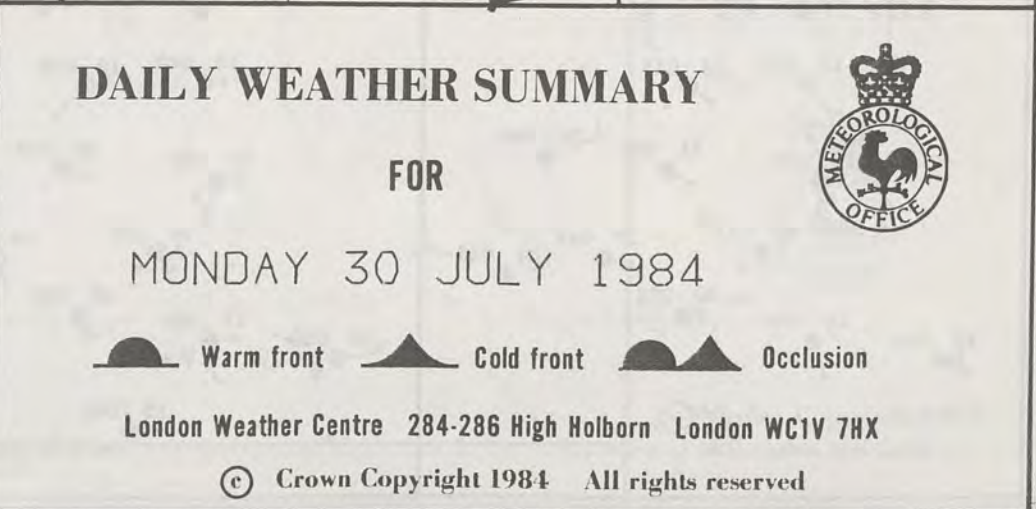 DAILY WEATHER SUMMARY
METEOROLOGICAL
OFFICE
FOR
MONDAY 30 JULY 1984
Warm front Cold front Occlusion
London Weather Centre 284-286 High Holborn London WC1V 7HX
© Crown Copyright 1984 All rights reserved